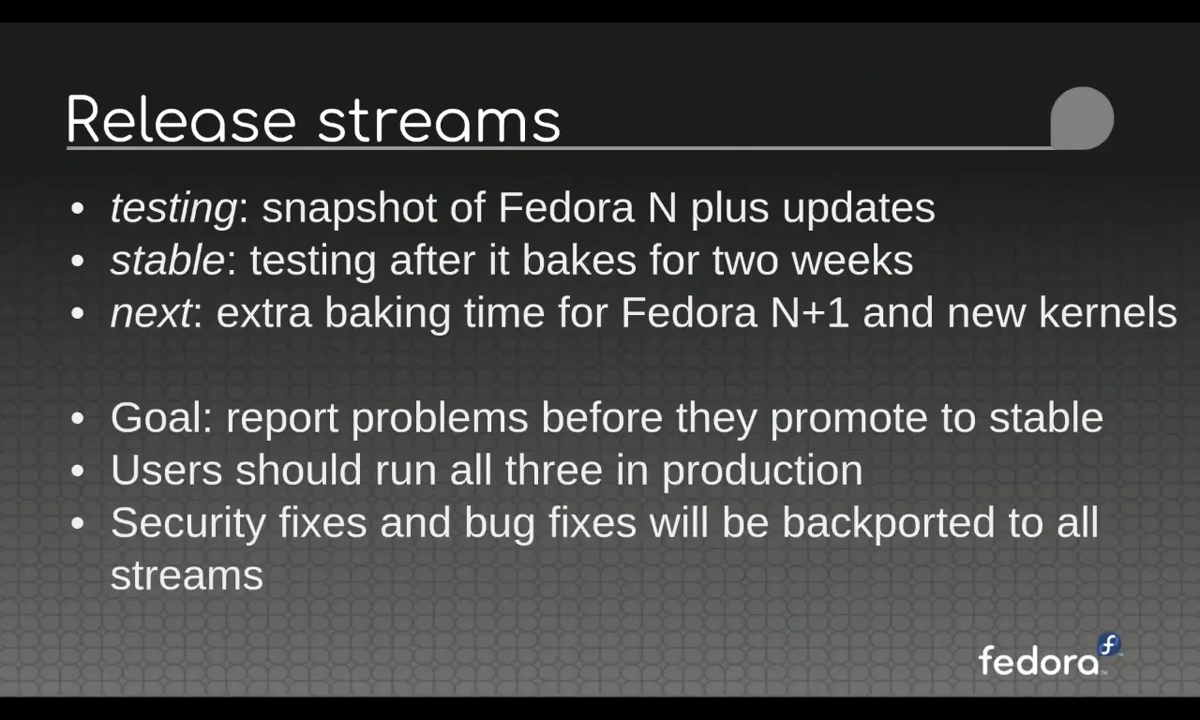 Release streams
• testing: snapshot of Fedora N plus updates
• stable: testing after it bakes for two weeks
• next: extra baking time for Fedora N+1 and new kernels
• Goal: report problems before they promote to stable
• Users should run all three in production
• Security fixes and bug fixes will be backported to all
streams
fedora